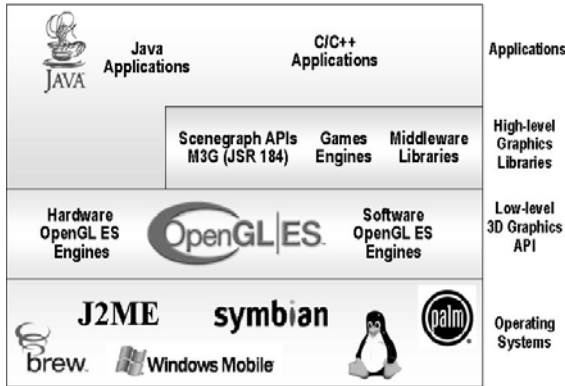 JAVA
Java
Applications
C/C++
Applications
Applications
Scenegraph APIs
M3G (JSR 184)
Games
Engines
Middleware
Libraries
High-level
Graphics
Libraries
Hardware
OpenGL ES
Engines
OpenGL|ES
Software
OpenGL ES
Engines
Low-level
3D Graphics
API
J2ME
symbian
palm
brew
Windows Mobile
Operating
Systems